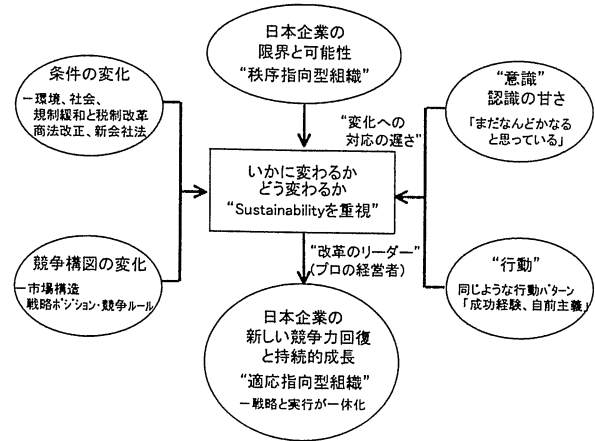 日本企業の
限界と可能性
“秩序指向型組織”
条件の変化
－環境、社会、
規制緩和と税制改革
商法改正、新会社法
“意識”
認識の甘さ
「まだなんどかなる
と思っている」
“変化への
対応の遅さ”
いかに変わるか
どう変わるか
“Sustainabilityを重視”
競争構図の変化
－市場構造
戦略ポジション・競争ルール
“改革のリーダー”
(プロの経営者)
“行動”
同じような行動パターン
「成功経験、自前主義」
日本企業の
新しい競争力回復
と持続的成長
“適応指向型組織”
－戦略と実行が一体化